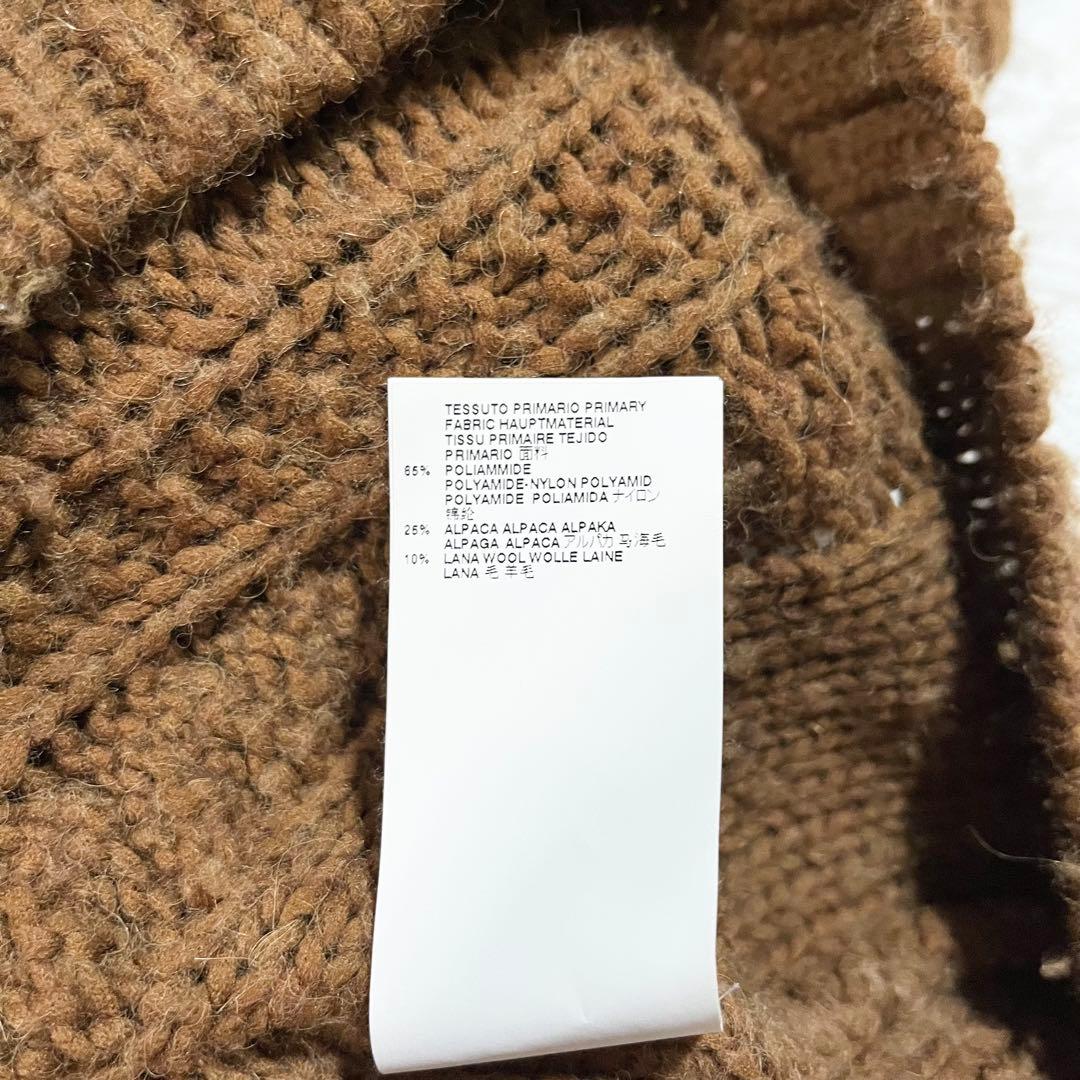 TESSUTO PRIMARIO PRIMARY
FABRIC HAUPTMATERIAL
TISSU PRIMAIRE TEJIDO
PRIMARIO 面料
65% POLIAMMIDE
POLYAMIDE-NYLON POLYAMID
POLYAMIDE POLIAMIDA ナイロン
锦纶
25% ALPACA ALPACA ALPAKA
ALPAGA ALPACA アルパカ 马海毛
10% LANA WOOL WOLLE LAINE
LANA 毛 羊毛